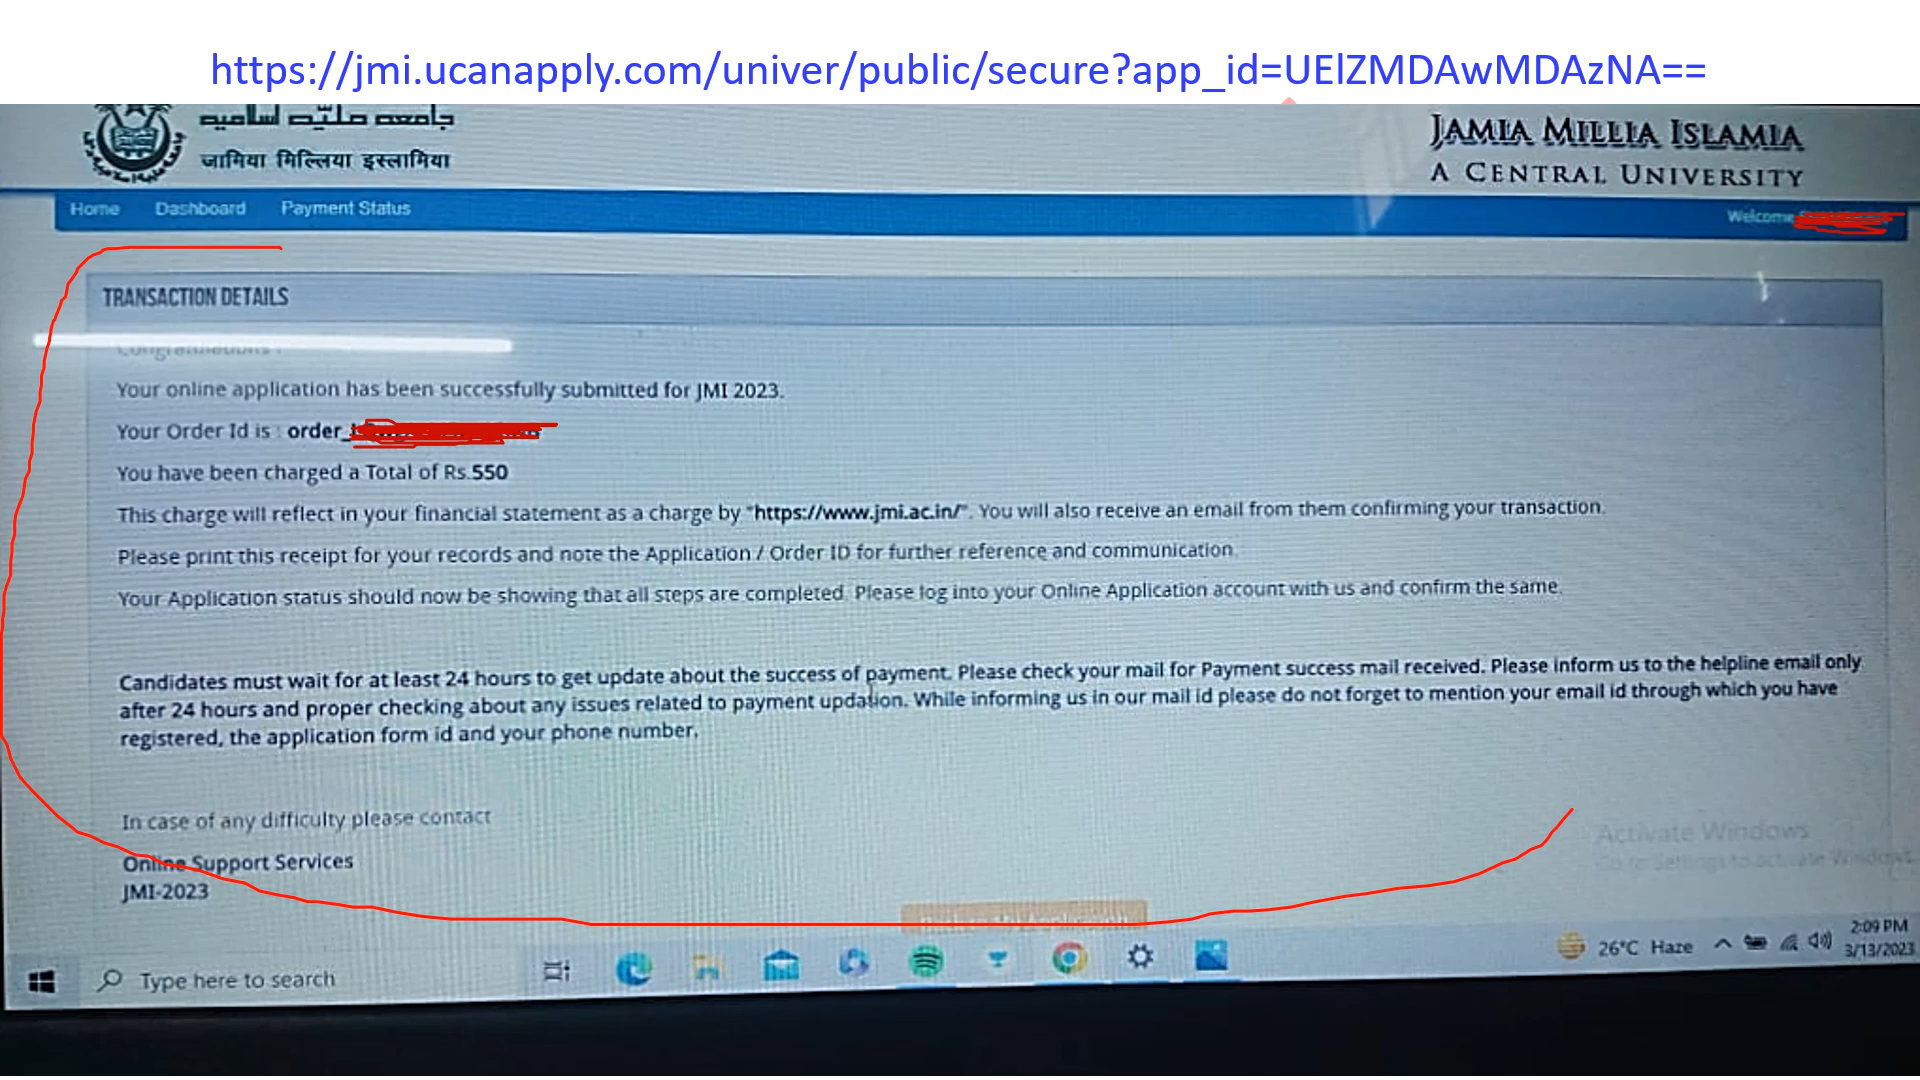 https://jmi.ucanapply.com/univer/public/secure?app_id=UElZMDAwMDAzNA==
جامعہ ملیّہ اسلامیہ
जामिया मिल्लिया इस्लामिया
JAMIA MILLIA ISLAMIA
A CENTRAL UNIVERSITY
Home Dashboard Payment Status
Welcome
TRANSACTION DETAILS
Your online application has been successfully submitted for JMI 2023.
Your Order Id is : order_
You have been charged a Total of Rs.550
This charge will reflect in your financial statement as a charge by "https://www.jmi.ac.in/". You will also receive an email from them confirming your transaction.
Please print this receipt for your records and note the Application / Order ID for further reference and communication.
Your Application status should now be showing that all steps are completed. Please log into your Online Application account with us and confirm the same.
Candidates must wait for at least 24 hours to get update about the success of payment. Please check your mail for Payment success mail received. Please inform us to the helpline email only
after 24 hours and proper checking about any issues related to payment updation. While informing us in our mail id please do not forget to mention your email id through which you have
registered, the application form id and your phone number.
In case of any difficulty please contact
Online Support Services
JMI-2023
Activate Windows
Go to Settings to activate Windows.
Type here to search
26°C Haze
2:09 PM
3/13/2023